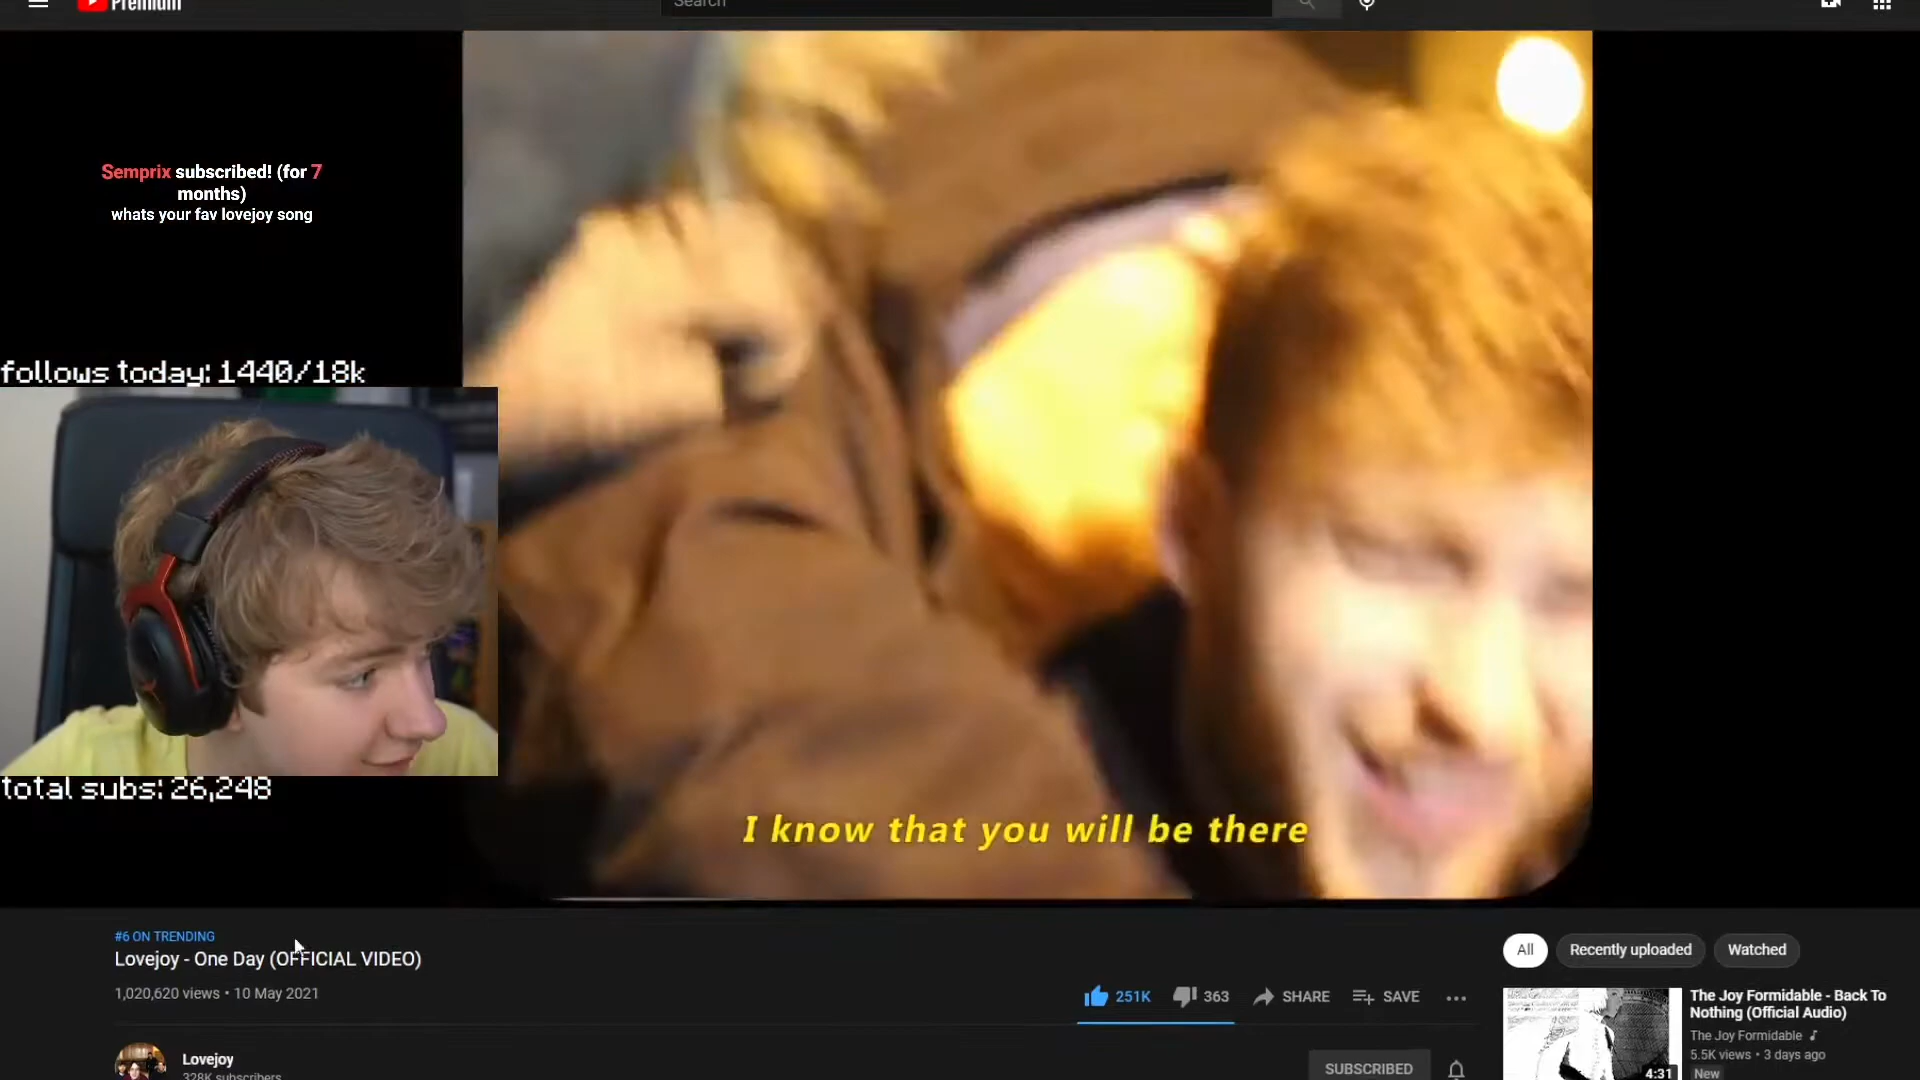 Premium
Search
Semprix subscribed! (for 7
months)
whats your fav lovejoy song
follows today: 1440/18k
total subs: 26,248
I know that you will be there
#6 ON TRENDING
Lovejoy - One Day (OFFICIAL VIDEO)
1,020,620 views • 10 May 2021
251K
363
SHARE
SAVE
Lovejoy
328K subscribers
SUBSCRIBED
All
Recently uploaded
Watched
The Joy Formidable - Back To
Nothing (Official Audio)
The Joy Formidable
5.5K views • 3 days ago
New
4:31